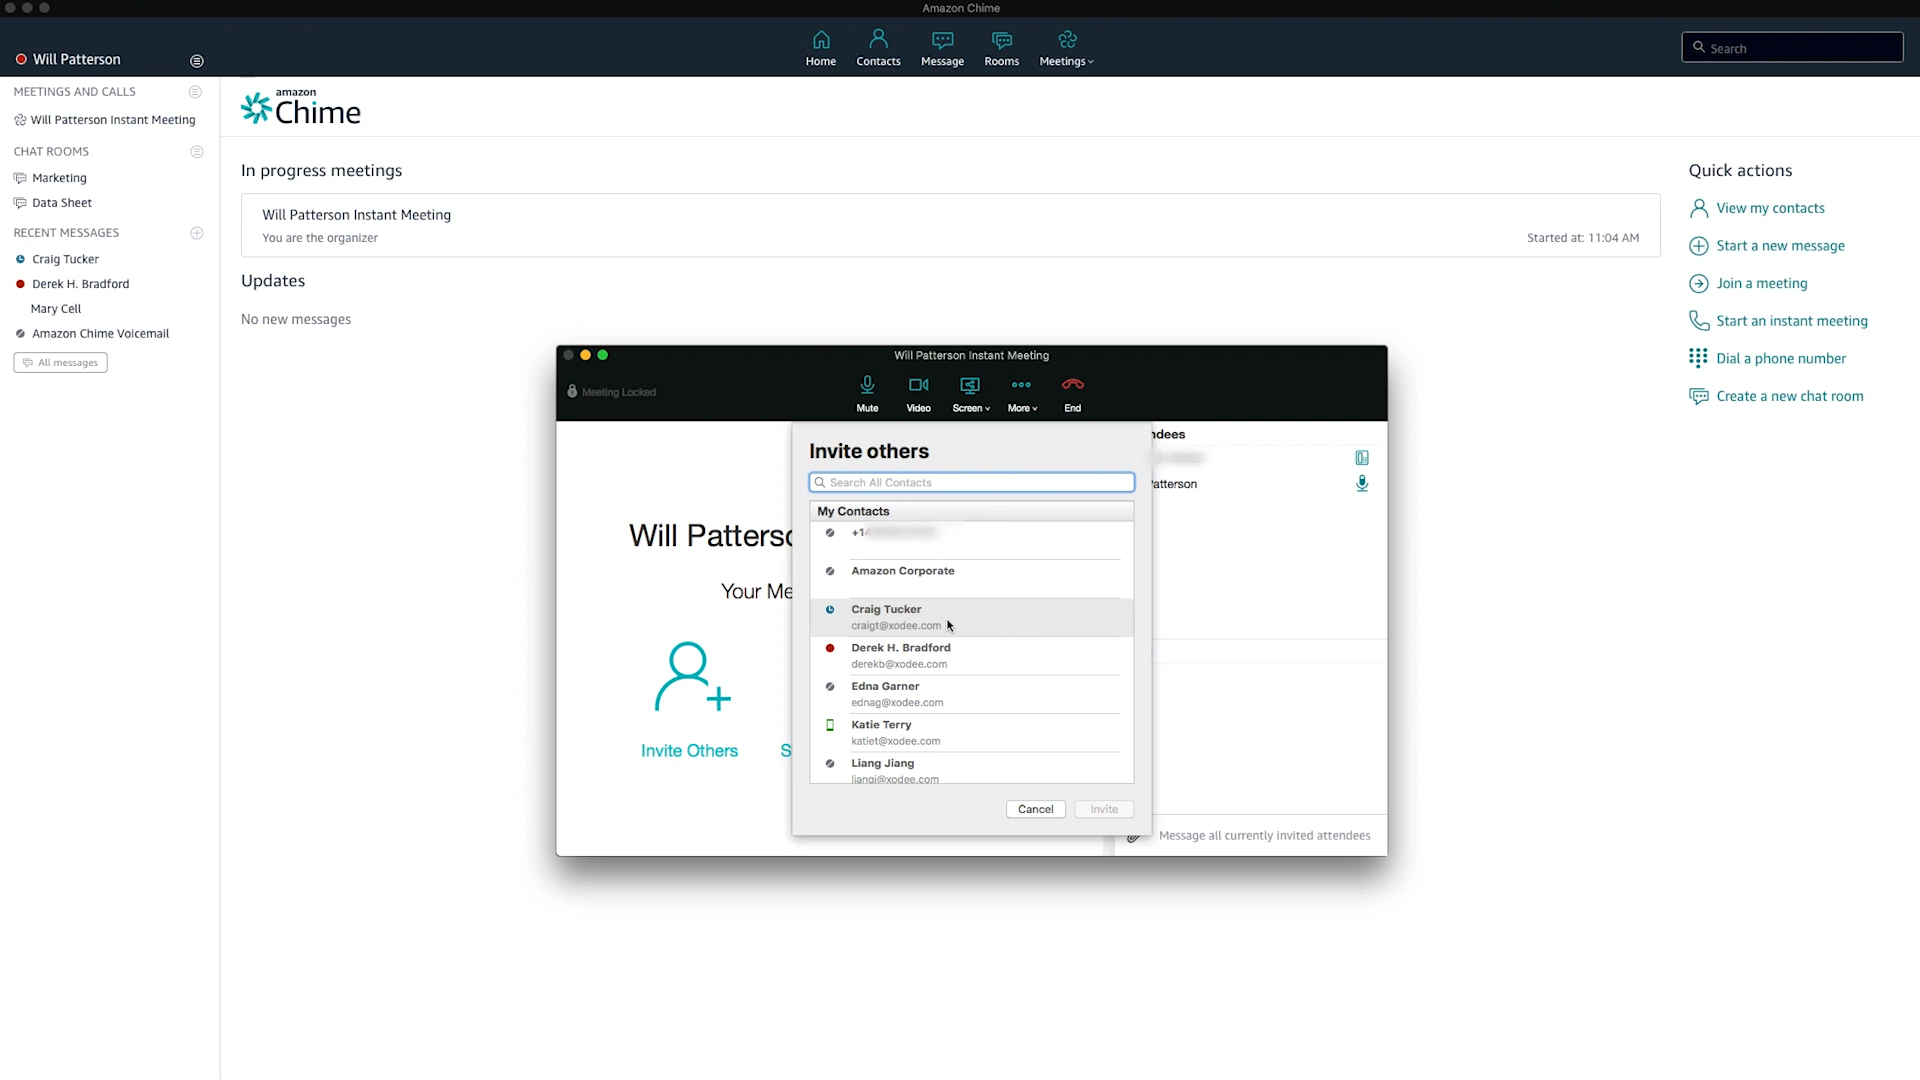 Amazon Chime
Will Patterson
Home
Contacts
Message
Rooms
Meetings
Search
MEETINGS AND CALLS
Will Patterson Instant Meeting
CHAT ROOMS
Marketing
Data Sheet
RECENT MESSAGES
Craig Tucker
Derek H. Bradford
Mary Cell
Amazon Chime Voicemail
All messages
amazon
Chime
In progress meetings
Will Patterson Instant Meeting
You are the organizer
Started at: 11:04 AM
Updates
No new messages
Quick actions
View my contacts
Start a new message
Join a meeting
Start an instant meeting
Dial a phone number
Create a new chat room
Will Patterson Instant Meeting
Meeting Locked
Mute
Video
Screen
More
End
Will Patterso
Your Me
Invite Others
S
Invite others
Search All Contacts
My Contacts
+1
Amazon Corporate
Craig Tucker
craigt@xodee.com
Derek H. Bradford
derekb@xodee.com
Edna Garner
ednag@xodee.com
Katie Terry
katiet@xodee.com
Liang Jiang
liangj@xodee.com
Cancel
Invite
ndees
Patterson
Message all currently invited attendees